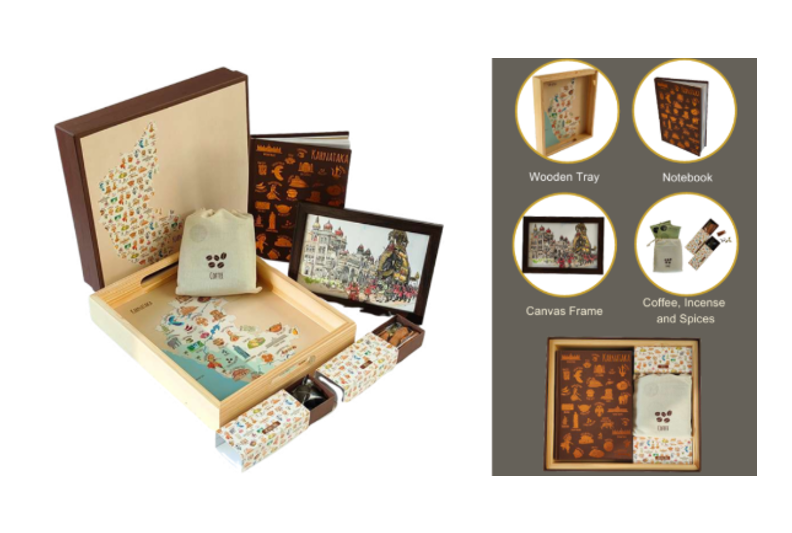 KARNATAKA
COFFEE
Wooden Tray
Notebook
Canvas Frame
Coffee, Incense
and Spices
KARNATAKA
COFFEE